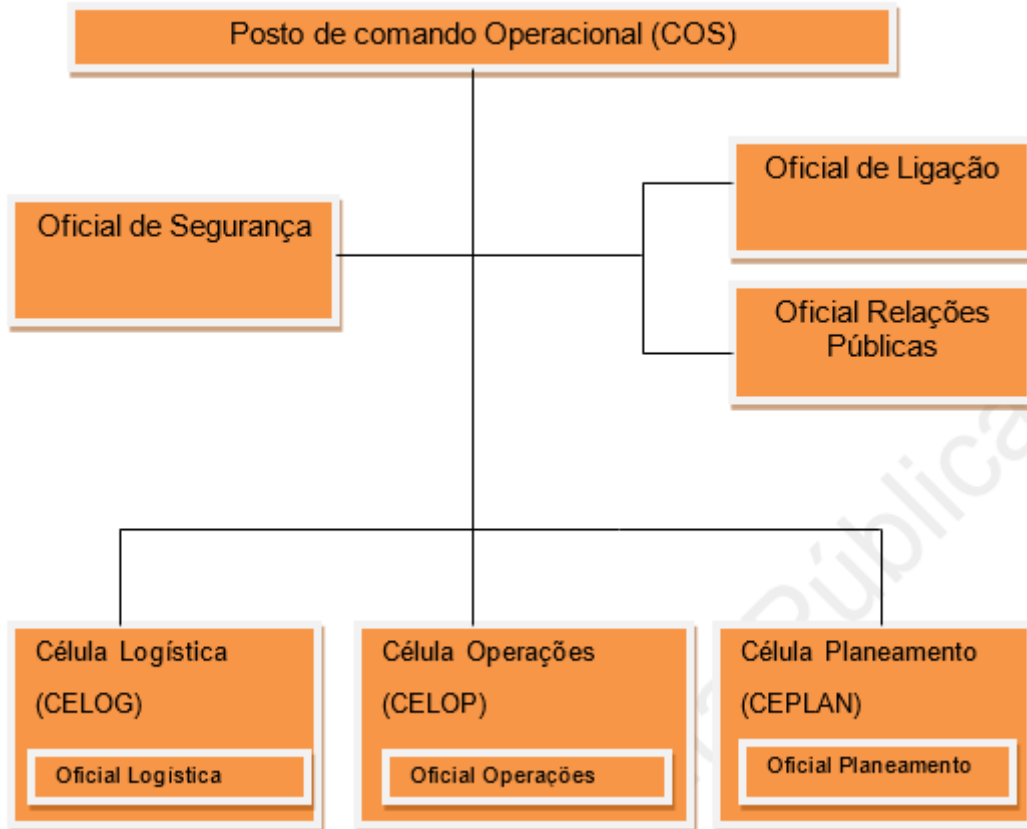 Posto de comando Operacional (COS)
Oficial de Segurança
Oficial de Ligação
Oficial Relações
Públicas
Célula Logística
(CELOG)
Oficial Logística
Célula Operações
(CELOP)
Oficial Operações
Célula Planeamento
(CEPLAN)
Oficial Planeamento
Pública